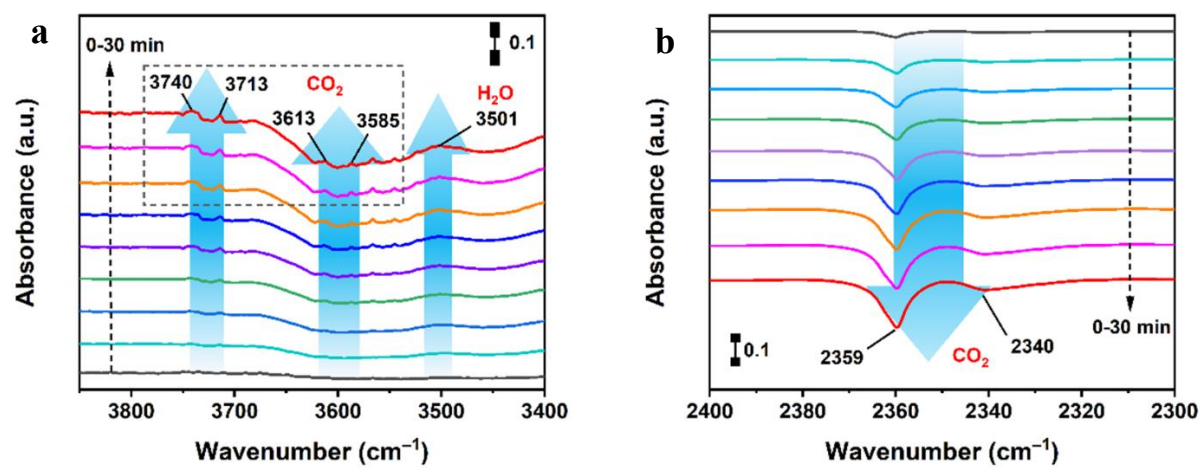 a
0-30 min
3740
3713
CO₂
3613
3585
H₂O
3501
0.1
Absorbance (a.u.)
3800
3700
3600
3500
3400
Wavenumber (cm⁻¹)
b
0.1
2359
CO₂
2340
0-30 min
Absorbance (a.u.)
2400
2380
2360
2340
2320
2300
Wavenumber (cm⁻¹)